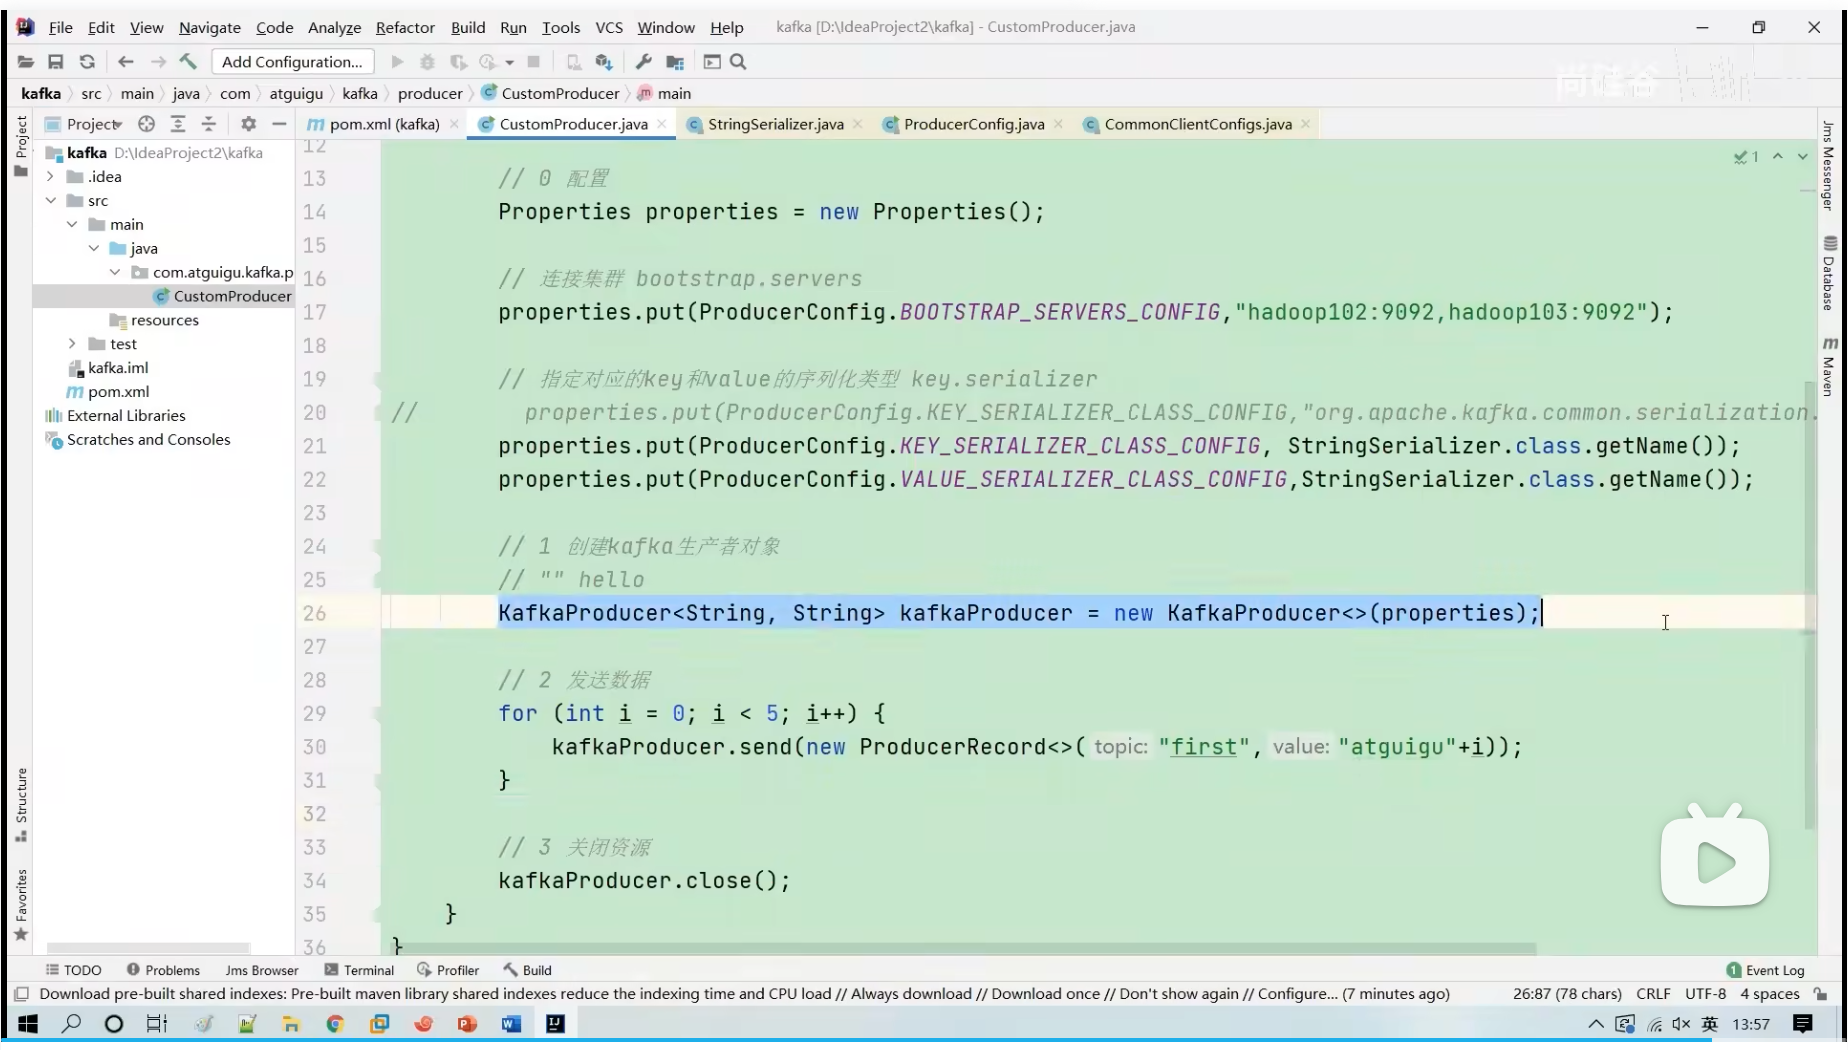 File Edit View Navigate Code Analyze Refactor Build Run Tools VCS Window Help kafka [D:\IdeaProject2\kafka] - CustomProducer.java
Add Configuration...
尚硅谷
kafka src main java com atguigu kafka producer CustomProducer main
Project pom.xml (kafka) CustomProducer.java StringSerializer.java ProducerConfig.java CommonClientConfigs.java
Project
Structure
Favorites
kafka D:\IdeaProject2\kafka
.idea
src
main
java
com.atguigu.kafka.p
CustomProducer
resources
test
kafka.iml
pom.xml
External Libraries
Scratches and Consoles
12
13 // 0 配置
14 Properties properties = new Properties();
15
16 // 连接集群 bootstrap.servers
17 properties.put(ProducerConfig.BOOTSTRAP_SERVERS_CONFIG,"hadoop102:9092,hadoop103:9092");
18
19 // 指定对应的key和value的序列化类型 key.serializer
20 // properties.put(ProducerConfig.KEY_SERIALIZER_CLASS_CONFIG,"org.apache.kafka.common.serialization.
21 properties.put(ProducerConfig.KEY_SERIALIZER_CLASS_CONFIG, StringSerializer.class.getName());
22 properties.put(ProducerConfig.VALUE_SERIALIZER_CLASS_CONFIG,StringSerializer.class.getName());
23
24 // 1 创建kafka生产者对象
25 // "" hello
26 KafkaProducer<String, String> kafkaProducer = new KafkaProducer<>(properties);
27
28 // 2 发送数据
29 for (int i = 0; i < 5; i++) {
30 kafkaProducer.send(new ProducerRecord<>( topic: "first", value: "atguigu"+i));
31 }
32
33 // 3 关闭资源
34 kafkaProducer.close();
35 }
36 }
1
Jms Messenger
Database
Maven
TODO Problems Jms Browser Terminal Profiler Build 1 Event Log
Download pre-built shared indexes: Pre-built maven library shared indexes reduce the indexing time and CPU load // Always download // Download once // Don't show again // Configure... (7 minutes ago) 26:87 (78 chars) CRLF UTF-8 4 spaces
英 13:57